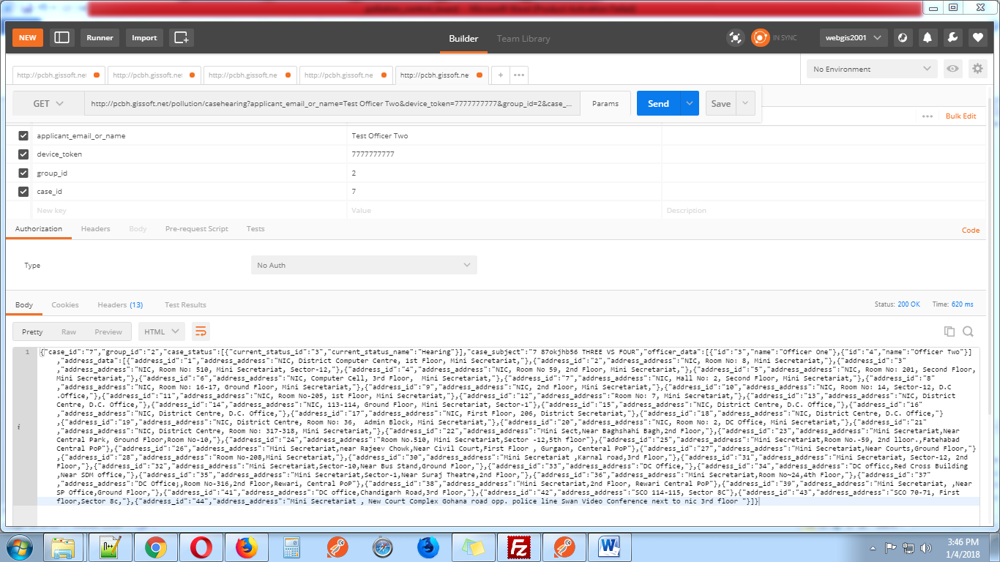 NEW Runner Import Builder Team Library IN SYNC webgis2001
http://pcbh.gissoft.ne http://pcbh.gissoft.ne http://pcbh.gissoft.ne http://pcbh.gissoft.ne http://pcbh.gissoft.ne + ••• No Environment
GET http://pcbh.gissoft.net/pollution/casehearing?applicant_email_or_name=Test Officer Two&device_token=7777777777&group_id=2&case_... Params Send Save
••• Bulk Edit
applicant_email_or_name Test Officer Two
device_token 7777777777
group_id 2
case_id 7
New key Value Description
Authorization Headers Body Pre-request Script Tests Code
Type No Auth
Body Cookies Headers (13) Test Results Status: 200 OK Time: 620 ms
Pretty Raw Preview HTML
1 {"case_id":"7","group_id":"2","case_status":[{"current_status_id":"3","current_status_name":"Hearing"}],"case_subject":"7 87okjhb56 THREE VS FOUR","officer_data":[{"id":"3","name":"Officer One"},{"id":"4","name":"Officer Two"}]
,"address_data":[{"address_id":"1","address_address":"NIC, District Computer Centre, 1st Floor, Mini Secretariat,"},{"address_id":"2","address_address":"NIC, Room No: 8, Mini Secretariat,"},{"address_id":"3"
,"address_address":"NIC, Room No: 510, Mini Secretariat, Sector-12,"},{"address_id":"4","address_address":"NIC, Room No 59, 2nd Floor, Mini Secretariat,"},{"address_id":"5","address_address":"NIC, Room No: 201, Second Floor,
Mini Secretariat,"},{"address_id":"6","address_address":"NIC, Computer Cell, 3rd Floor,  Mini Secretariat,"},{"address_id":"7","address_address":"NIC, Hall No: 2, Second Floor, Mini Secretariat,"},{"address_id":"8"
,"address_address":"NIC, Room No: 16-17, Ground Floor, Mini Secretariat,"},{"address_id":"9","address_address":"NIC, 2nd Floor, Mini Secretariat,"},{"address_id":"10","address_address":"NIC, Room No: 14, Sector-12, D.C
.Office,"},{"address_id":"11","address_address":"NIC, Room No-205, 1st Floor, Mini Secretariat,"},{"address_id":"12","address_address":"Room No: 7, Mini Secretariat,"},{"address_id":"13","address_address":"NIC, District
Centre, D.C. Office,"},{"address_id":"14","address_address":"NIC, 113-114, Ground Floor, Mini Secretariat, Sector-1"},{"address_id":"15","address_address":"NIC, District Centre, D.C. Office,"},{"address_id":"16"
,"address_address":"NIC, District Centre, D.C. Office,"},{"address_id":"17","address_address":"NIC, First Floor, 206, District Secretariat,"},{"address_id":"18","address_address":"NIC, District Centre, D.C. Office,"}
,{"address_id":"19","address_address":"NIC, District Centre, Room No: 36,  Admin Block, Mini Secretariat,"},{"address_id":"20","address_address":"NIC, Room No: 2, DC Office, Mini Secretariat,"},{"address_id":"21"
,"address_address":"NIC, District Centre, Room No: 317-318, Mini Secretariat,"},{"address_id":"22","address_address":"Mini Sect,Near Baghshahi Bagh,2nd Floor,"},{"address_id":"23","address_address":"Mini Secretariat,Near
Central Park, Ground Floor,Room No-10,"},{"address_id":"24","address_address":"Room No.510, Mini Secretariat,Sector -12,5th floor"},{"address_id":"25","address_address":"Mini Secretariat,Room No.-59, 2nd lloor.,Fatehabad
Central PoP"},{"address_id":"26","address_address":"Mini Secretariat,near Rajeev Chowk,Near Civil Court,First Floor , Gurgaon, Centeral PoP"},{"address_id":"27","address_address":"Mini Secretariat,Near Courts,Ground Floor,"}
,{"address_id":"28","address_address":"Room No-208,Mini Secretariat,"},{"address_id":"30","address_address":"Mini Secretariat ,Karnal road,3rd Floor,"},{"address_id":"31","address_address":"Mini Secretariat, Sector-12, 2nd
Floor,"},{"address_id":"32","address_address":"Mini Secretariat,Sector-10,Near Bus Stand,Ground Floor,"},{"address_id":"33","address_address":"DC Office,"},{"address_id":"34","address_address":"DC officc,Red Cross Building
,Near SDM office,"},{"address_id":"35","address_address":"Mini Secretariat,Sector-1,Near Suraj Theatre,2nd Floor,"},{"address_id":"36","address_address":"Mini Secretariat,Room No~24,4th Floor,"},{"address_id":"37"
,"address_address":"DC Office;,Room No-316,2nd Floor,Rewari, Central PoP"},{"address_id":"38","address_address":"Mini Secretariat,2nd Floor, Rewari Central PoP"},{"address_id":"39","address_address":"Mini Secretariat, ,Near
SP Office,Ground Floor,"},{"address_id":"41","address_address":"DC office,Chandigarh Road,3rd Floor,"},{"address_id":"42","address_address":"SCO 114-115, Sector 8C"},{"address_id":"43","address_address":"SCO 70-71, First
floor,Sector 8c,"},{"address_id":"44","address_address":"Mini Secretariat , New Court Complex Gohana road opp. police line Swan Video Conference next to nic 3rd floor "}]}
3:46 PM
1/4/2018